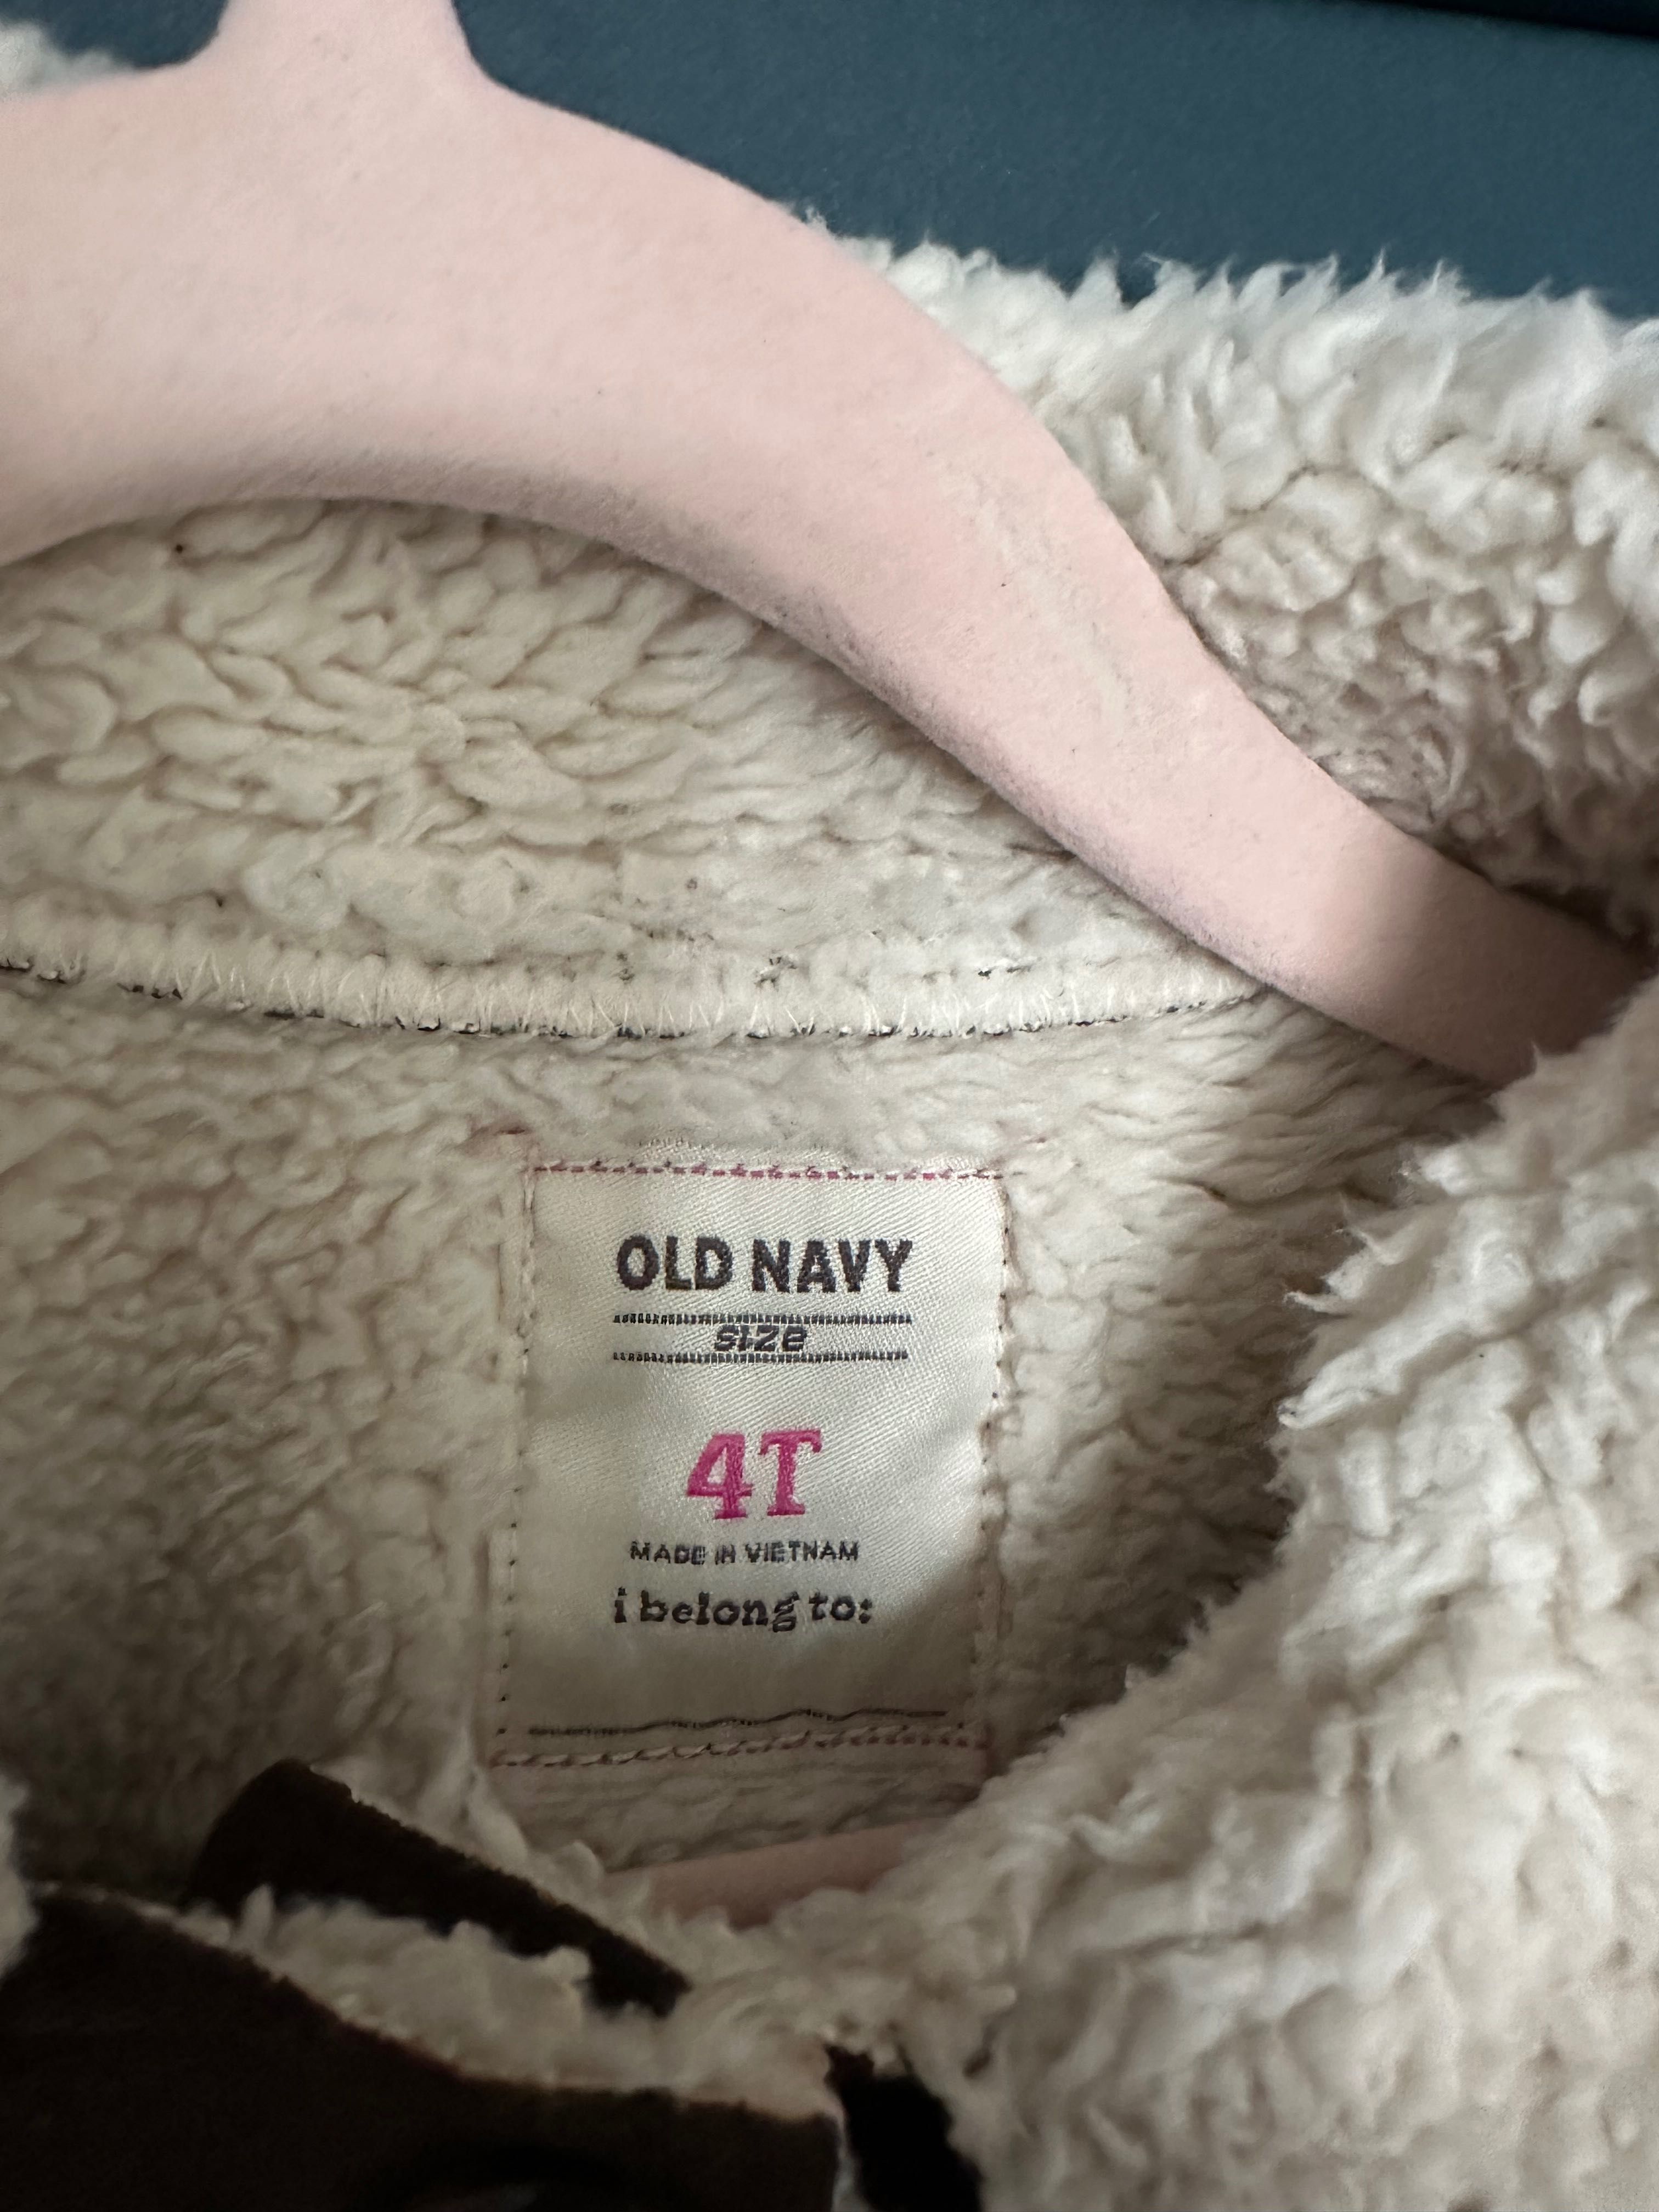 OLD NAVY
size
4T
MADE IN VIETNAM
i belong to: